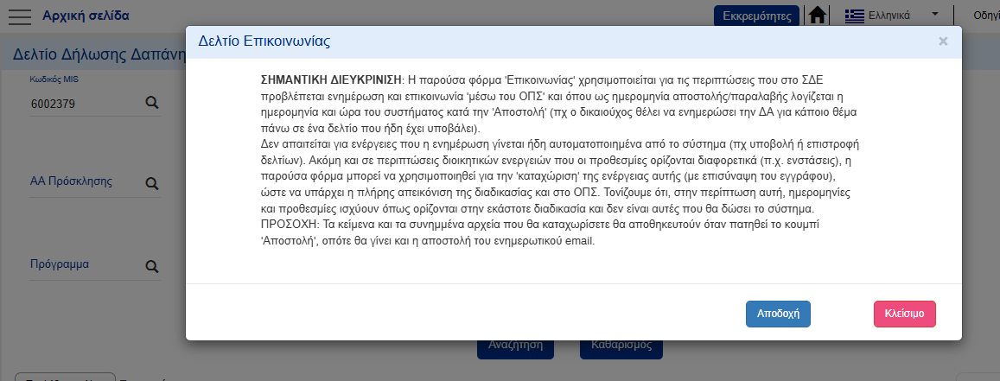 Αρχική σελίδα
Εκκρεμότητες
Ελληνικά
Δελτίο Επικοινωνίας
×
Δελτίο Δήλωσης
Κωδικός MIS
6002379
ΑΑ Πρόσκλησης
Πρόγραμμα
ΣΗΜΑΝΤΙΚΗ ΔΙΕΥΚΡΙΝΙΣΗ: Η παρούσα φόρμα 'Επικοινωνίας' χρησιμοποιείται για τις περιπτώσεις που στο ΣΔΕ
προβλέπεται ενημέρωση και επικοινωνία 'μέσω του ΟΠΣ' και όπου ως ημερομηνία αποστολής/παραλαβής λογίζεται η
ημερομηνία και ώρα του συστήματος κατά την 'Αποστολή' (πχ ο δικαιούχος θέλει να ενημερώσει την ΔΑ για κάποιο θέμα
πάνω σε ένα δελτίο που ήδη έχει υποβάλει).
Δεν απαιτείται για ενέργειες που η ενημέρωση γίνεται ήδη αυτοματοποιημένα από το σύστημα (πχ υποβολή ή επιστροφή
δελτίων). Ακόμη και σε περιπτώσεις διοικητικών ενεργειών που οι προθεσμίες ορίζονται διαφορετικά (π.χ. ενστάσεις), η
παρούσα φόρμα μπορεί να χρησιμοποιηθεί για την 'καταχώριση' της ενέργειας αυτής (με επισύναψη του εγγράφου),
ώστε να υπάρχει η πλήρης απεικόνιση της διαδικασίας και στο ΟΠΣ. Τονίζουμε ότι, στην περίπτωση αυτή, ημερομηνίες
και προθεσμίες ισχύουν όπως ορίζονται στην εκάστοτε διαδικασία και δεν είναι αυτές που θα δώσει το σύστημα.
ΠΡΟΣΟΧΗ: Τα κείμενα και τα συνημμένα αρχεία που θα καταχωρίσετε θα αποθηκευτούν όταν πατηθεί το κουμπί
'Αποστολή', οπότε θα γίνει και η αποστολή του ενημερωτικού email.
Αποδοχή
Κλείσιμο
Αναζήτηση
Καθαρισμός